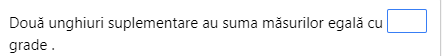 Două unghiuri suplementare au suma măsurilor egală cu
grade .